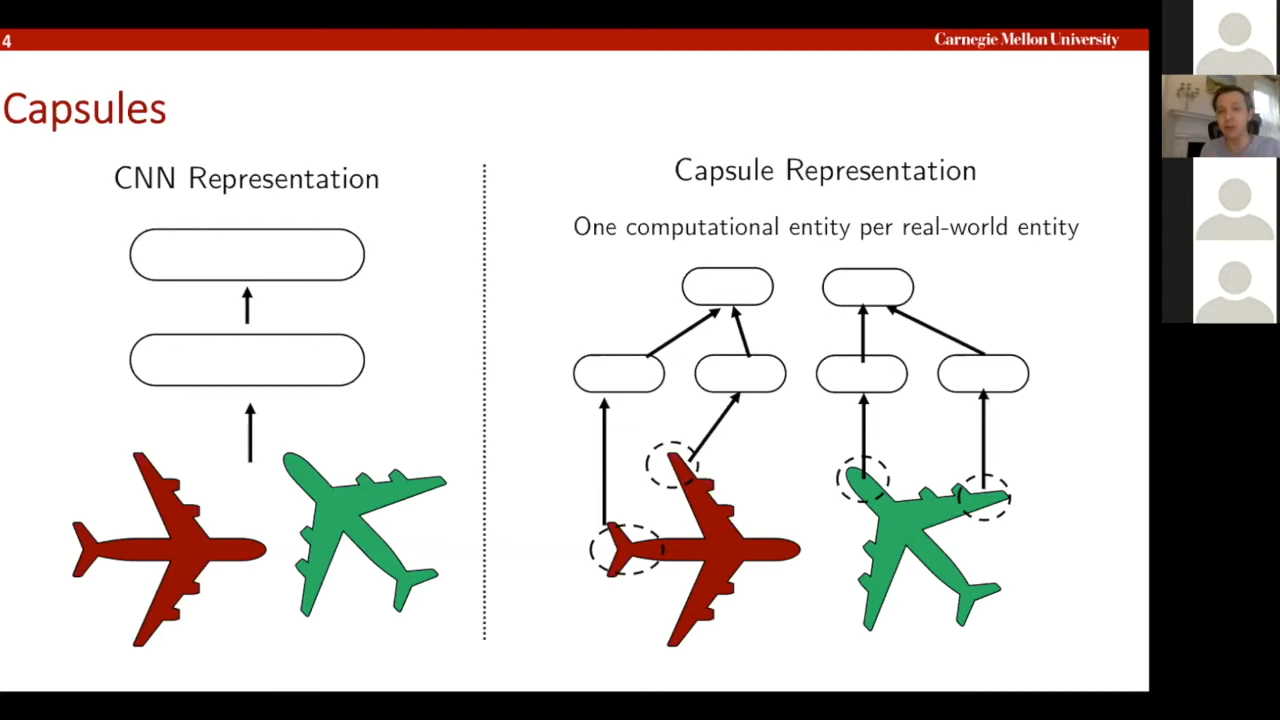 4
Carnegie Mellon University
Capsules
CNN Representation
Capsule Representation
One computational entity per real-world entity